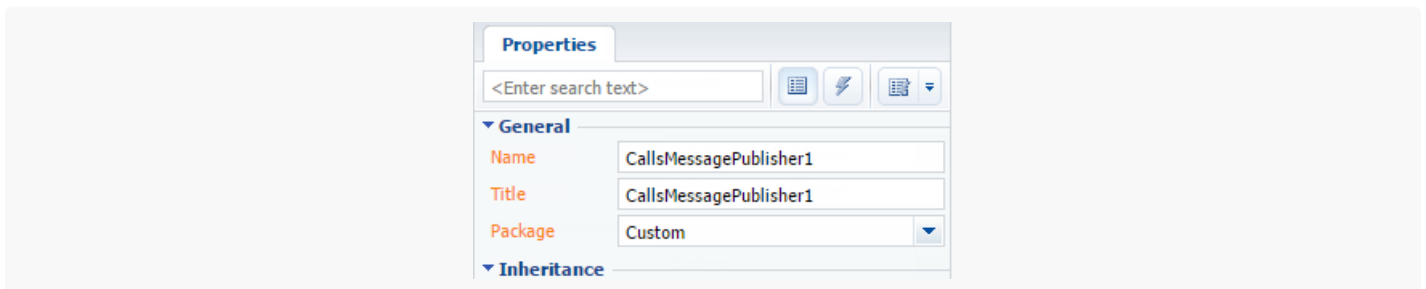 Properties
<Enter search text>
General
Name CallsMessagePublisher1
Title CallsMessagePublisher1
Package Custom
Inheritance